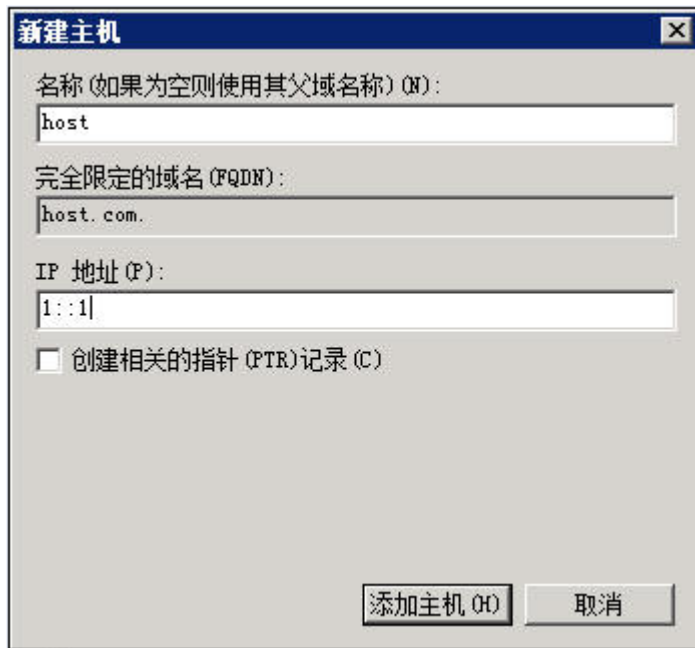 新建主机
名称(如果为空则使用其父域名称)(N):
host
完全限定的域名(FQDN):
host.com.
IP 地址(P):
1::1
创建相关的指针(PTR)记录(C)
添加主机(H) 取消